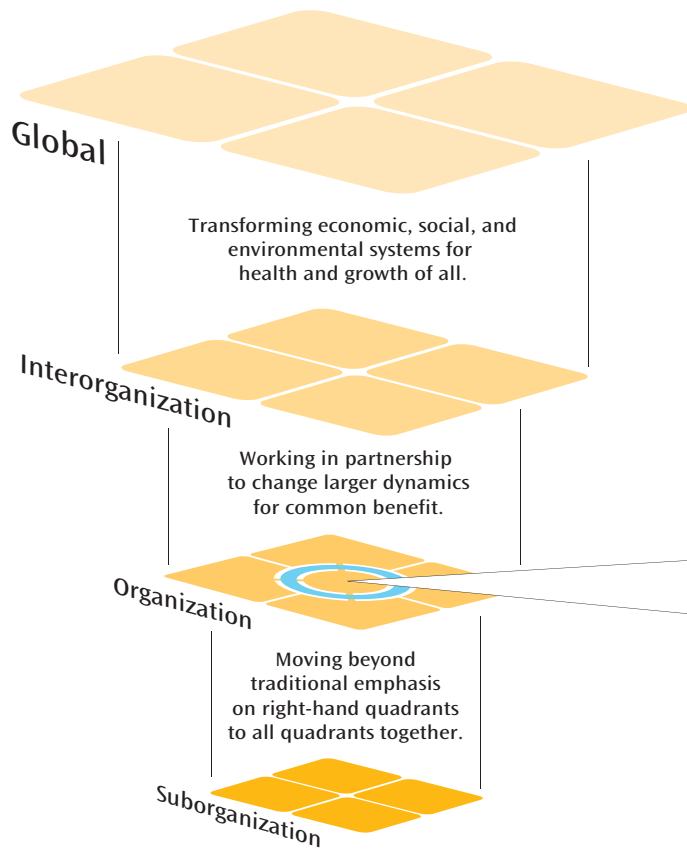 Global
Transforming economic, social, and
environmental systems for
health and growth of all.
Interorganization
Working in partnership
to change larger dynamics
for common benefit.
Organization
Moving beyond
traditional emphasis
on right-hand quadrants
to all quadrants together.
Suborganization